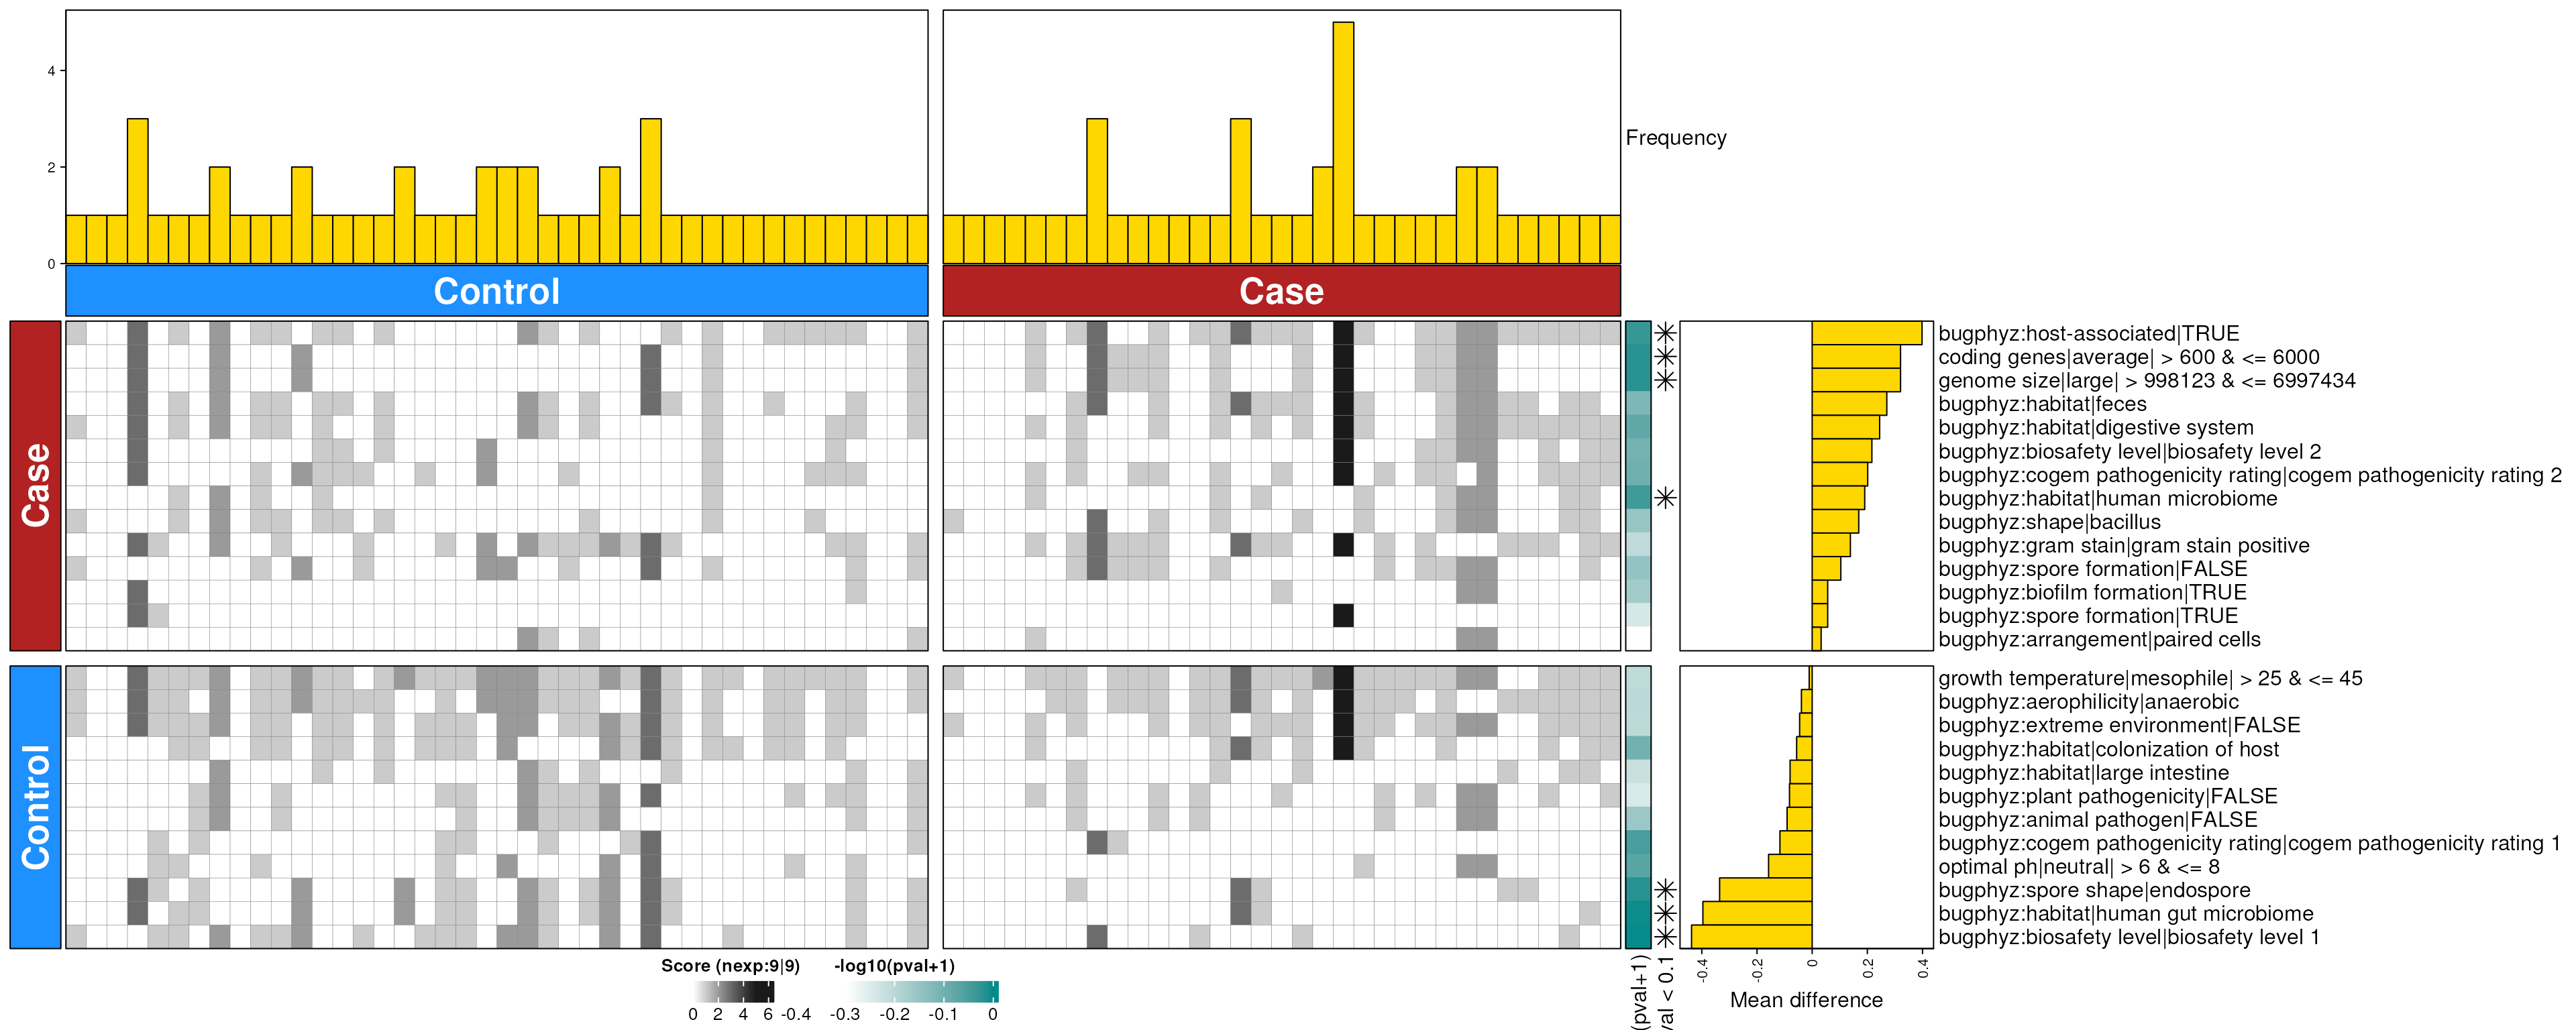 4
2
0
Frequency
Control
Case
Case
bugphyz:host-associated|TRUE
coding genes|average| > 600 & <= 6000
genome size|large| > 998123 & <= 6997434
bugphyz:habitat|feces
bugphyz:habitat|digestive system
bugphyz:biosafety level|biosafety level 2
bugphyz:cogem pathogenicity rating|cogem pathogenicity rating 2
bugphyz:habitat|human microbiome
bugphyz:shape|bacillus
bugphyz:gram stain|gram stain positive
bugphyz:spore formation|FALSE
bugphyz:biofilm formation|TRUE
bugphyz:spore formation|TRUE
bugphyz:arrangement|paired cells
Control
growth temperature|mesophile| > 25 & <= 45
bugphyz:aerophilicity|anaerobic
bugphyz:extreme environment|FALSE
bugphyz:habitat|colonization of host
bugphyz:habitat|large intestine
bugphyz:plant pathogenicity|FALSE
bugphyz:animal pathogen|FALSE
bugphyz:cogem pathogenicity rating|cogem pathogenicity rating 1
optimal ph|neutral| > 6 & <= 8
bugphyz:spore shape|endospore
bugphyz:habitat|human gut microbiome
bugphyz:biosafety level|biosafety level 1
(pval+1)
val < 0.1
-0.4 -0.2 0 0.2 0.4
Mean difference
Score (nexp:9|9) -log10(pval+1)
0 2 4 6 -0.4 -0.3 -0.2 -0.1 0